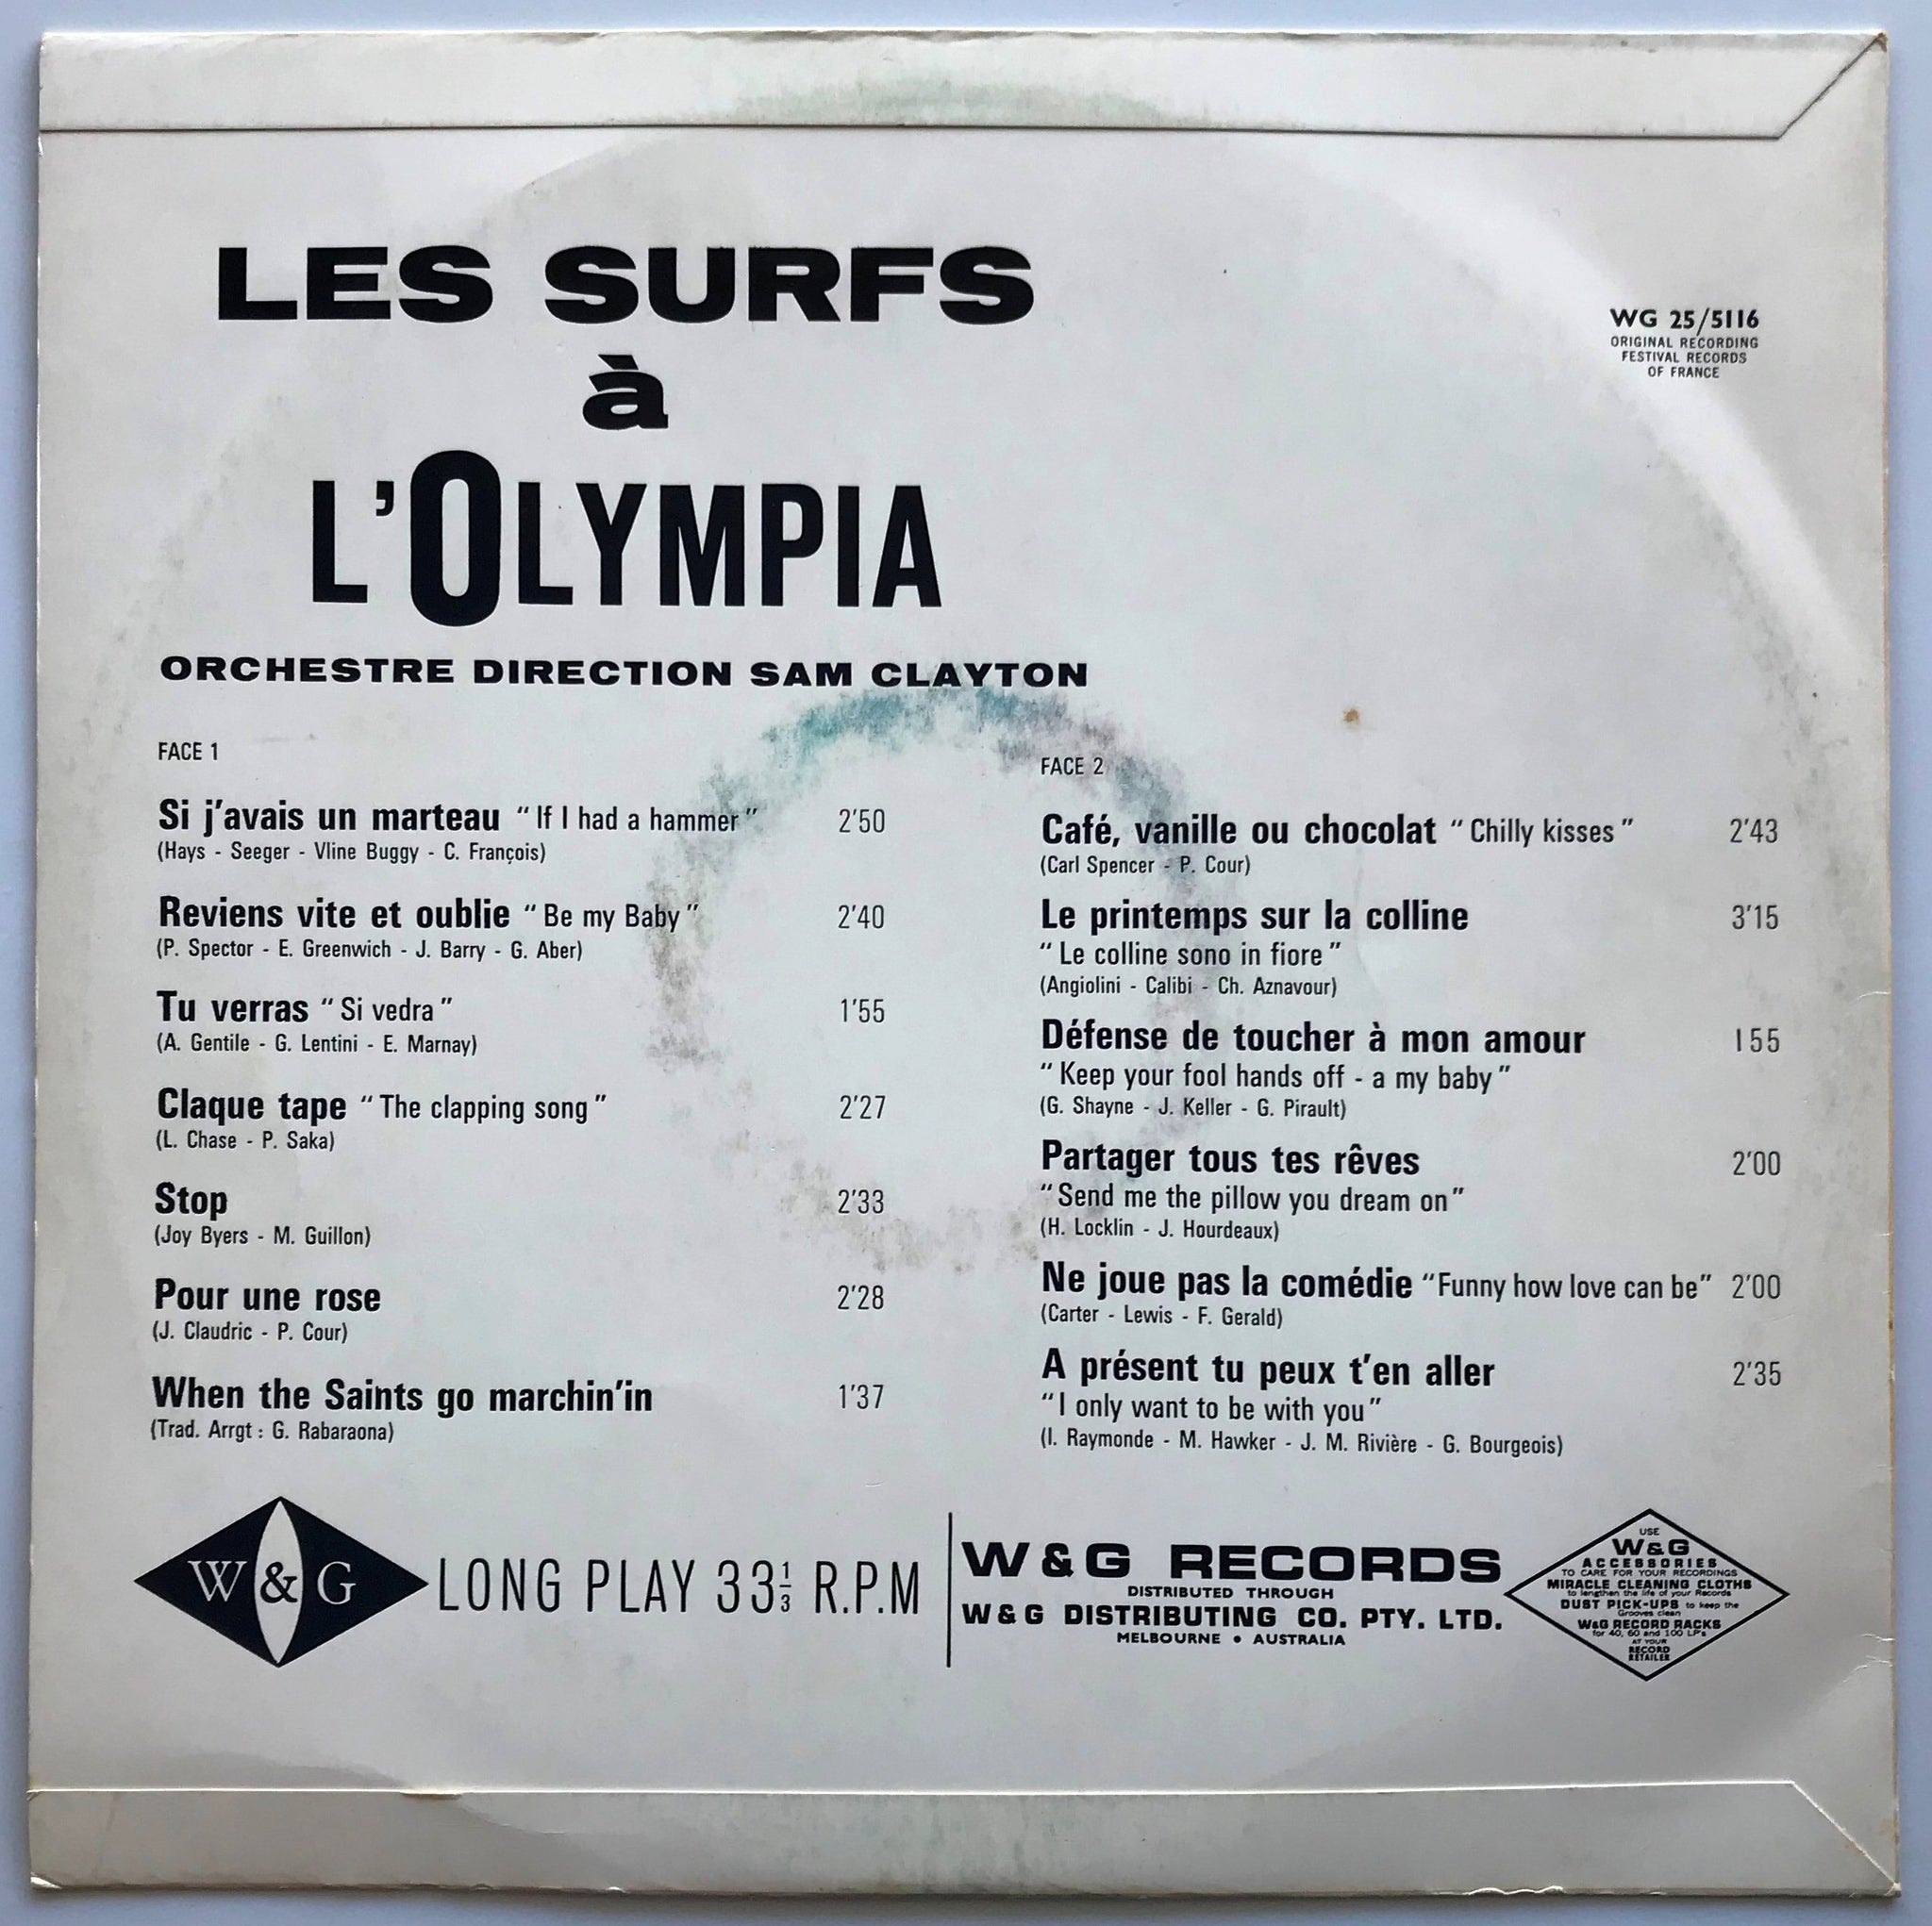 LES SURFS
à
L'OLYMPIA
ORCHESTRE DIRECTION SAM CLAYTON
WG 25/5116
ORIGINAL RECORDING
FESTIVAL RECORDS
OF FRANCE
FACE 1
Si j'avais un marteau “ If I had a hammer ” 2'50
(Hays - Seeger - Vline Buggy - C. François)
Reviens vite et oublie “ Be my Baby ” 2'40
(P. Spector - E. Greenwich - J. Barry - G. Aber)
Tu verras “ Si vedra ” 1'55
(A. Gentile - G. Lentini - E. Marnay)
Claque tape “ The clapping song ” 2'27
(L. Chase - P. Saka)
Stop 2'33
(Joy Byers - M. Guillon)
Pour une rose 2'28
(J. Claudric - P. Cour)
When the Saints go marchin'in 1'37
(Trad. Arrgt : G. Rabaraona)
FACE 2
Café, vanille ou chocolat “ Chilly kisses ” 2'43
(Carl Spencer - P. Cour)
Le printemps sur la colline 3'15
“ Le colline sono in fiore ”
(Angiolini - Calibi - Ch. Aznavour)
Défense de toucher à mon amour 1 55
“ Keep your fool hands off - a my baby ”
(G. Shayne - J. Keller - G. Pirault)
Partager tous tes rêves 2'00
“ Send me the pillow you dream on ”
(H. Locklin - J. Hourdeaux)
Ne joue pas la comédie “Funny how love can be” 2'00
(Carter - Lewis - F. Gerald)
A présent tu peux t'en aller 2'35
“ I only want to be with you ”
(I. Raymonde - M. Hawker - J. M. Rivière - G. Bourgeois)
W & G
LONG PLAY 33⅓ R.P.M
W & G RECORDS
DISTRIBUTED THROUGH
W & G DISTRIBUTING CO. PTY. LTD.
MELBOURNE • AUSTRALIA
USE
W&G
ACCESSORIES
TO CARE FOR YOUR RECORDINGS
MIRACLE CLEANING CLOTHS
to lengthen the life of your Records
DUST PICK-UPS to keep the
Grooves clean
W&G RECORD RACKS
for 40, 60 and 100 LP's
AT YOUR
RECORD
RETAILER